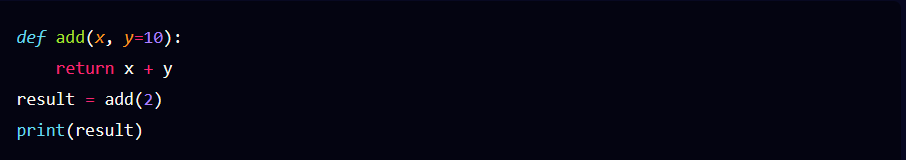 def add(x, y=10):
    return x + y
result = add(2)
print(result)